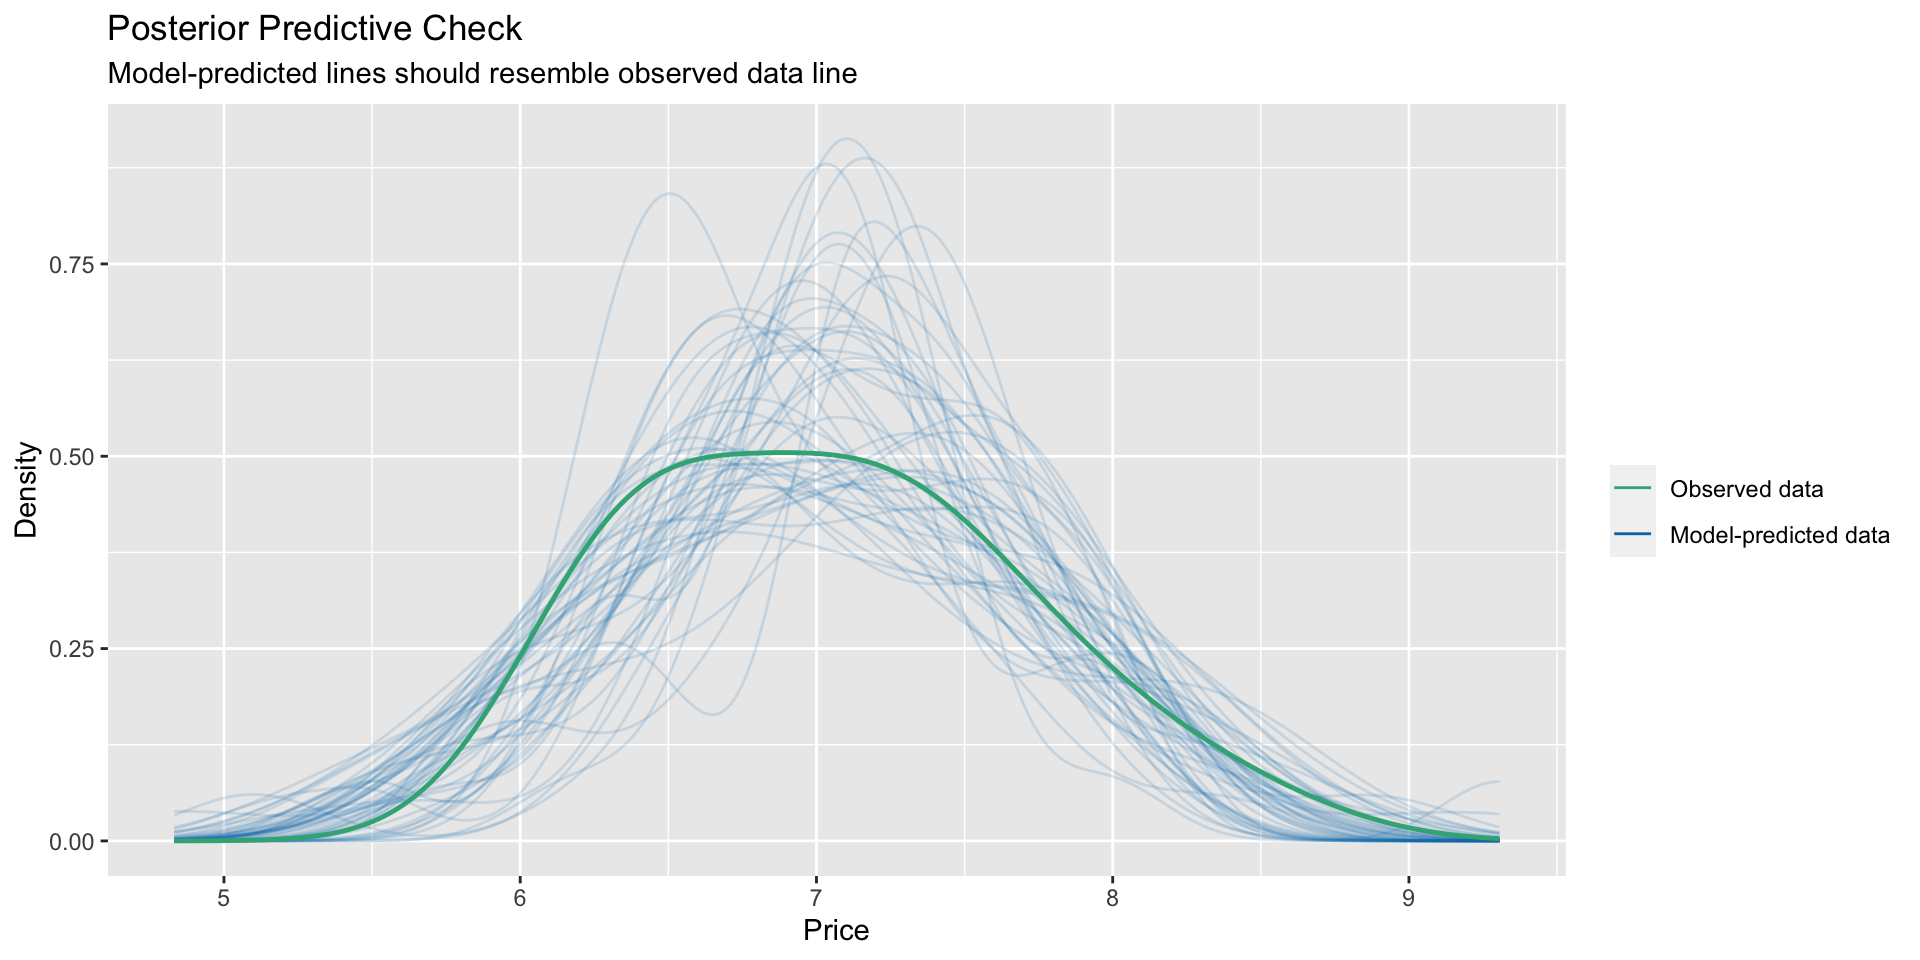 Posterior Predictive Check
Model-predicted lines should resemble observed data line
Density
0.75
0.50
0.25
0.00
5
6
7
8
9
Price
Observed data
Model-predicted data